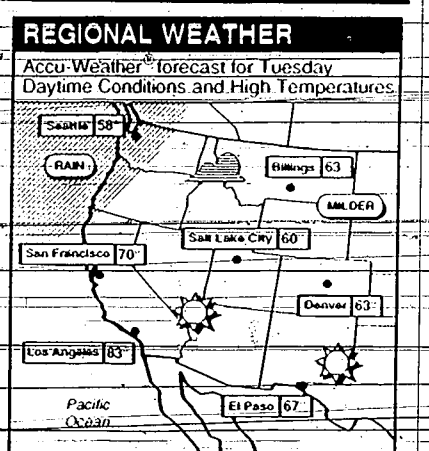 REGIONAL WEATHER
Accu-Weather® forecast for Tuesday
Daytime Conditions and High Temperatures
Seattle 58°
RAIN
Billings 63
MILDER
Salt Lake City 60°
San Francisco 70°
Denver 63°
Los Angeles 83°
El Paso 67°
Pacific
Ocean